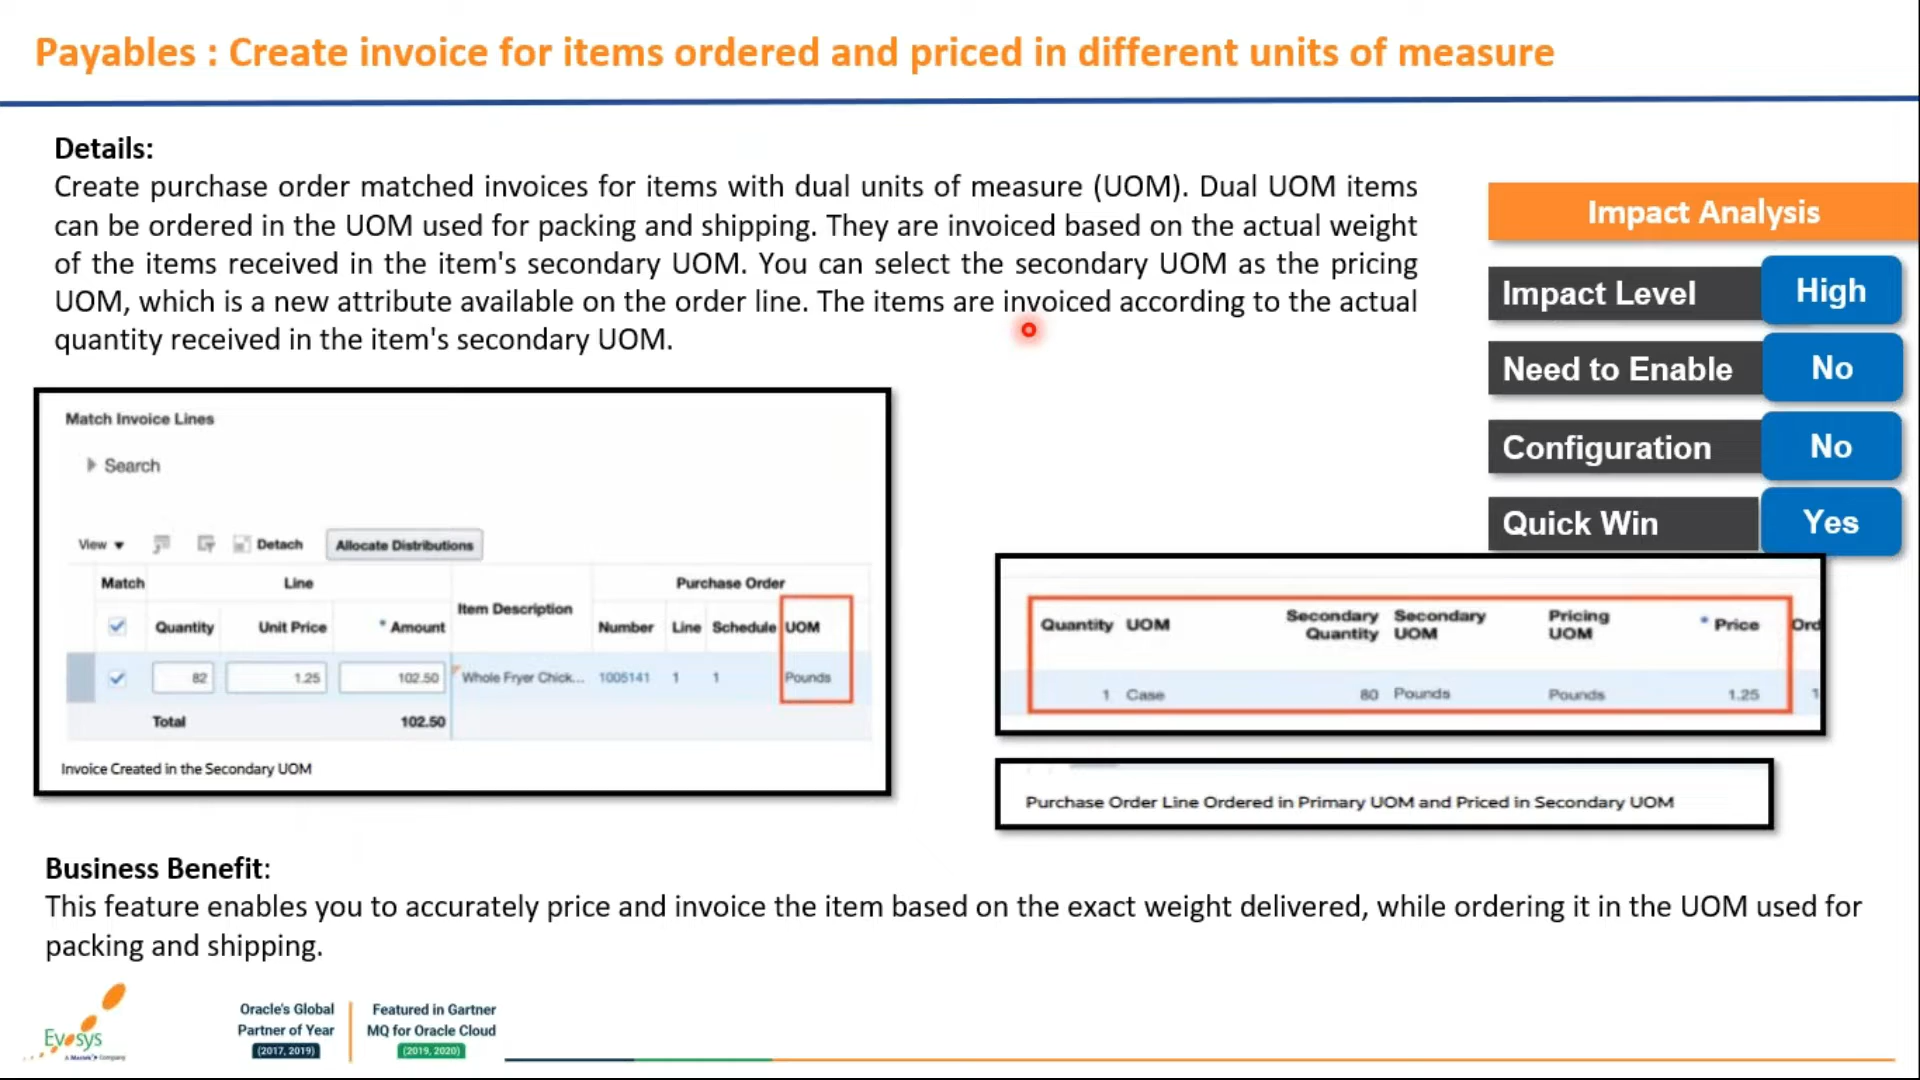 Payables : Create invoice for items ordered and priced in different units of measure
Details:
Create purchase order matched invoices for items with dual units of measure (UOM). Dual UOM items
can be ordered in the UOM used for packing and shipping. They are invoiced based on the actual weight
of the items received in the item's secondary UOM. You can select the secondary UOM as the pricing
UOM, which is a new attribute available on the order line. The items are invoiced according to the actual
quantity received in the item's secondary UOM.
Impact Analysis
Impact Level High
Need to Enable No
Configuration No
Quick Win Yes
Match Invoice Lines
Search
View Detach Allocate Distributions
Match Line Item Description Purchase Order
Quantity Unit Price * Amount Number Line Schedule UOM
82 1.25 102.50 Whole Fryer Chick... 1005141 1 1 Pounds
Total 102.50
Invoice Created in the Secondary UOM
Quantity UOM Secondary Quantity Secondary UOM Pricing UOM * Price Ord
1 Case 80 Pounds Pounds 1.25 1
Purchase Order Line Ordered in Primary UOM and Priced in Secondary UOM
Business Benefit:
This feature enables you to accurately price and invoice the item based on the exact weight delivered, while ordering it in the UOM used for
packing and shipping.
Evosys
A Mastek Company
Oracle's Global
Partner of Year
(2017, 2019)
Featured in Gartner
MQ for Oracle Cloud
(2019, 2020)